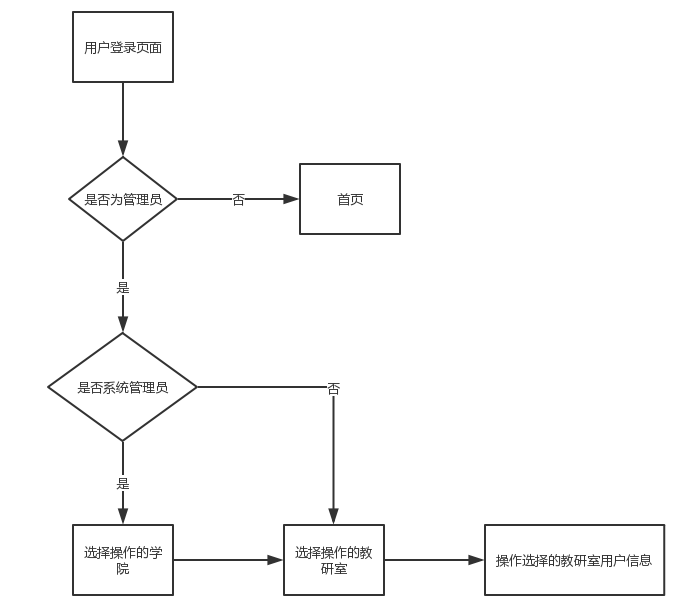 用户登录页面
是否为管理员
否
首页
是
是否系统管理员
否
是
选择操作的学
院
选择操作的教
研室
操作选择的教研室用户信息